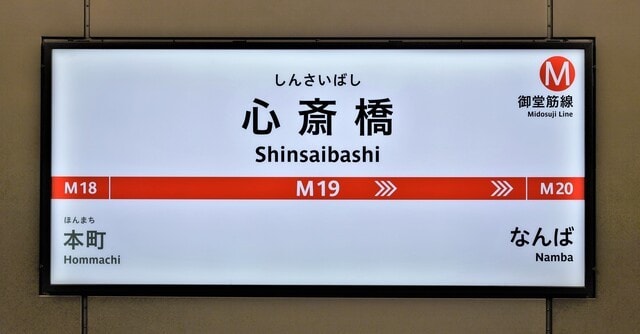 しんさいばし
心斎橋
Shinsaibashi
M
御堂筋線
Midosuji Line
M18
M19
M20
ほんまち
本町
Hommachi
なんば
Namba